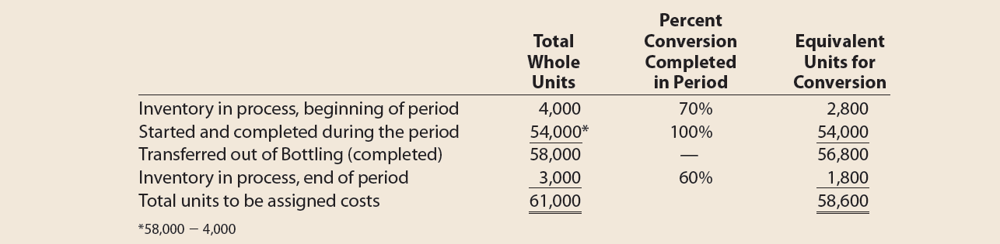 Percent
Total Conversion Equivalent
Whole Completed Units for
Units in Period Conversion
Inventory in process, beginning of period 4,000 70% 2,800
Started and completed during the period 54,000* 100% 54,000
Transferred out of Bottling (completed) 58,000 — 56,800
Inventory in process, end of period 3,000 60% 1,800
Total units to be assigned costs 61,000 58,600
*58,000 − 4,000